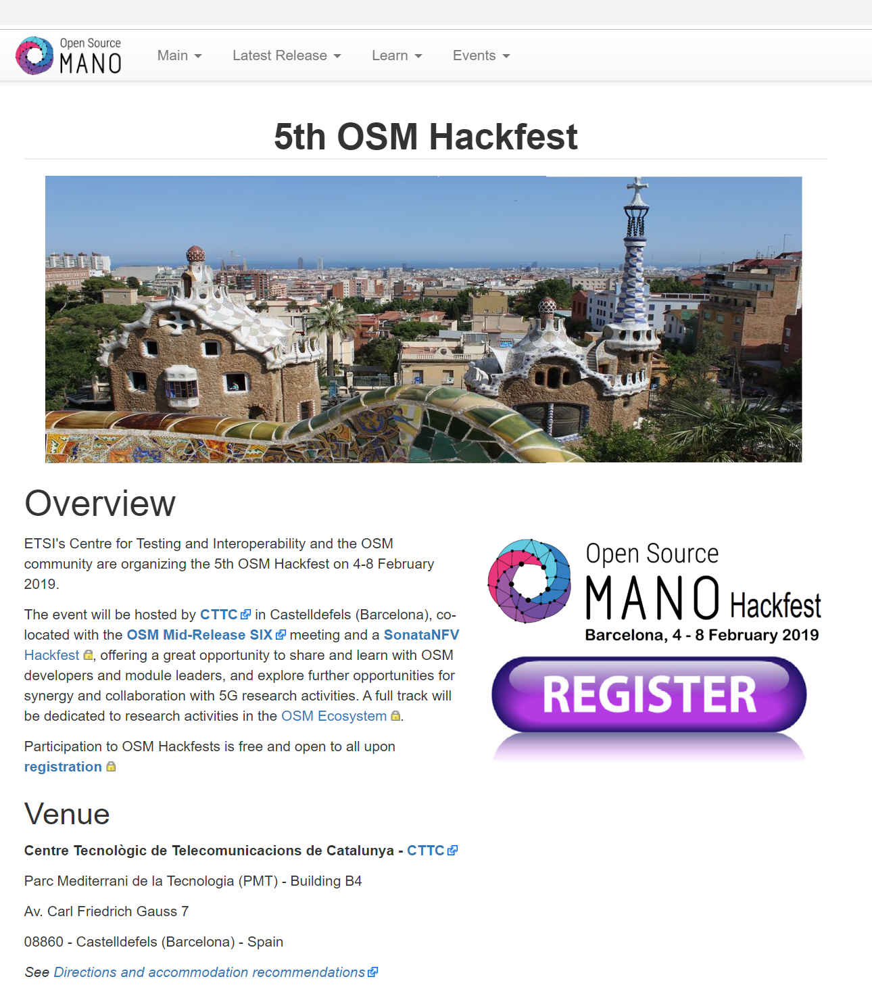 Open Source
MANO
Main
Latest Release
Learn
Events
5th OSM Hackfest
Overview
ETSI's Centre for Testing and Interoperability and the OSM
community are organizing the 5th OSM Hackfest on 4-8 February
2019.
The event will be hosted by CTTC in Castelldefels (Barcelona), co-
located with the OSM Mid-Release SIX meeting and a SonataNFV
Hackfest, offering a great opportunity to share and learn with OSM
developers and module leaders, and explore further opportunities for
synergy and collaboration with 5G research activities. A full track will
be dedicated to research activities in the OSM Ecosystem.
Participation to OSM Hackfests is free and open to all upon
registration
Open Source
MANO Hackfest
Barcelona, 4 - 8 February 2019
REGISTER
Venue
Centre Tecnològic de Telecomunicacions de Catalunya - CTTC
Parc Mediterrani de la Tecnologia (PMT) - Building B4
Av. Carl Friedrich Gauss 7
08860 - Castelldefels (Barcelona) - Spain
See Directions and accommodation recommendations